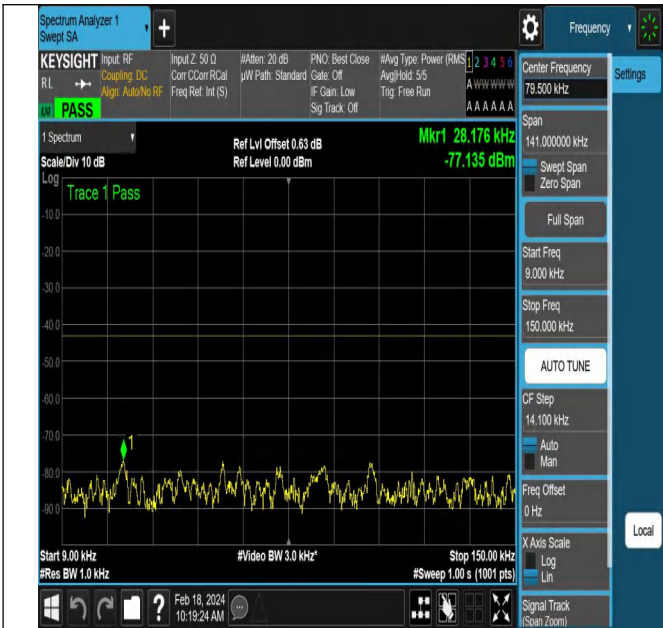 Spectrum Analyzer 1
Swept SA
Frequency
KEYSIGHT
Input: RF
Coupling: DC
Align: Auto/No RF
Input Z: 50 Ω
Corr CCorr RCal
Freq Ref: Int (S)
#Atten: 20 dB
µW Path: Standard
PNO: Best Close
Gate: Off
IF Gain: Low
Sig Track: Off
#Avg Type: Power (RMS
Avg|Hold: 5/5
Trig: Free Run
1 2 3 4 5 6
A W W W W W
A A A A A A
R L
PASS
1 Spectrum
Scale/Div 10 dB
Ref Lvl Offset 0.63 dB
Ref Level 0.00 dBm
Mkr1 28.176 kHz
-77.135 dBm
Log
Trace 1 Pass
-10.0
-20.0
-30.0
-40.0
-50.0
-60.0
-70.0
-80.0
-90.0
1
Start 9.00 kHz
#Res BW 1.0 kHz
#Video BW 3.0 kHz*
Stop 150.00 kHz
#Sweep 1.00 s (1001 pts)
?
Feb 18, 2024
10:19:24 AM
Center Frequency
79.500 kHz
Settings
Span
141.000000 kHz
Swept Span
Zero Span
Full Span
Start Freq
9.000 kHz
Stop Freq
150.000 kHz
AUTO TUNE
CF Step
14.100 kHz
Auto
Man
Freq Offset
0 Hz
X Axis Scale
Log
Lin
Local
Signal Track
(Span Zoom)